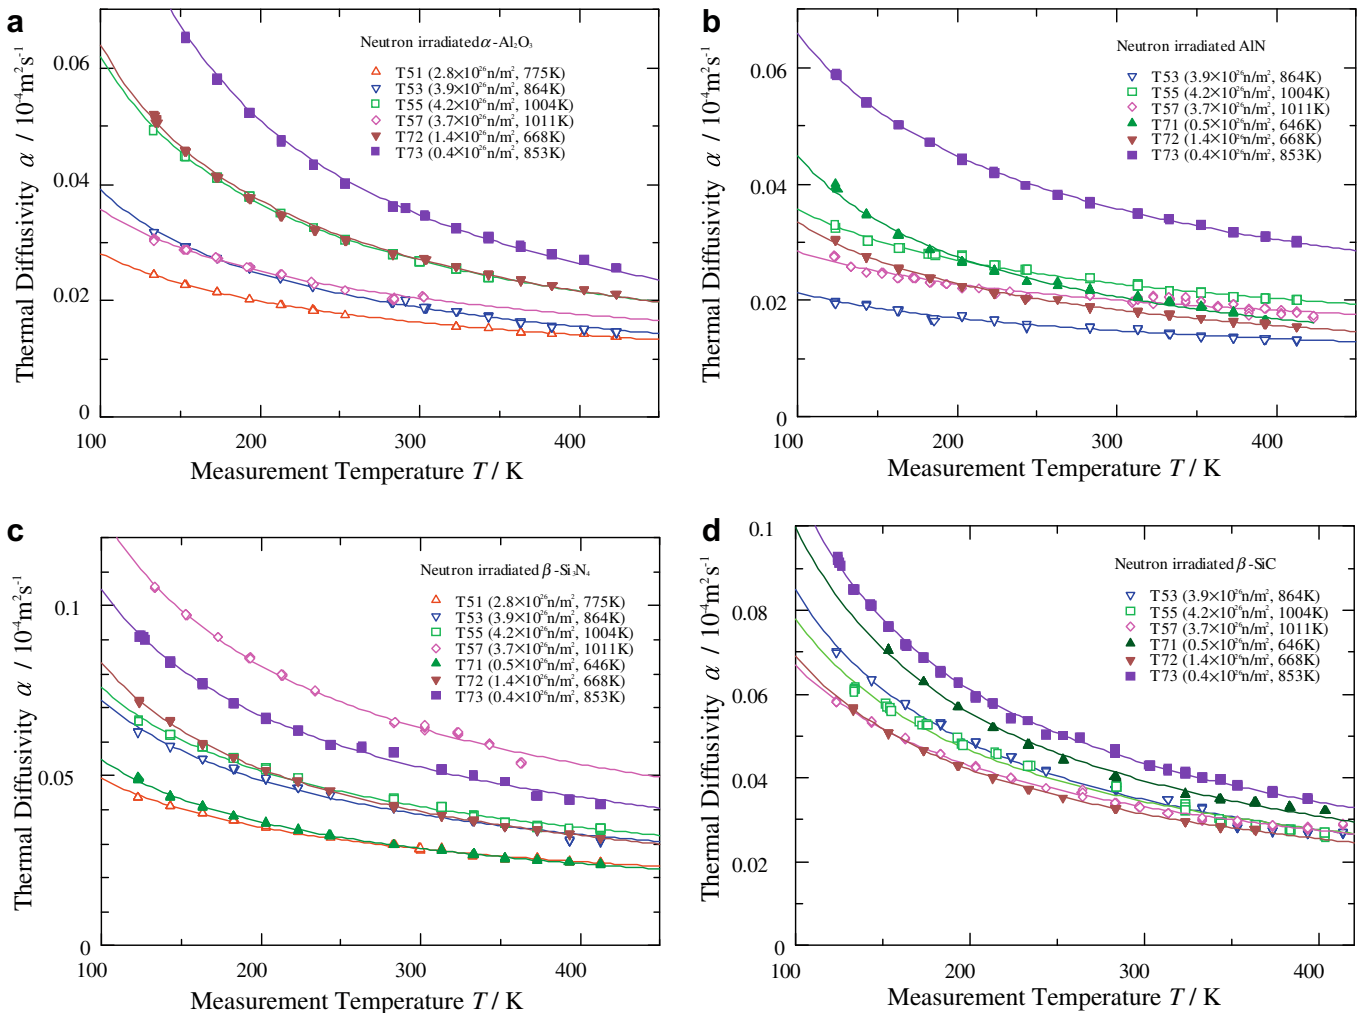 a
Neutron irradiated α-Al₂O₃
T51 (2.8×10²⁶n/m², 775K)
T53 (3.9×10²⁶n/m², 864K)
T55 (4.2×10²⁶n/m², 1004K)
T57 (3.7×10²⁶n/m², 1011K)
T72 (1.4×10²⁶n/m², 668K)
T73 (0.4×10²⁶n/m², 853K)
Thermal Diffusivity α / 10⁻⁴m²s⁻¹
0.06
0.04
0.02
0
100 200 300 400
Measurement Temperature T / K
b
Neutron irradiated AlN
T53 (3.9×10²⁶n/m², 864K)
T55 (4.2×10²⁶n/m², 1004K)
T57 (3.7×10²⁶n/m², 1011K)
T71 (0.5×10²⁶n/m², 646K)
T72 (1.4×10²⁶n/m², 668K)
T73 (0.4×10²⁶n/m², 853K)
Thermal Diffusivity α / 10⁻⁴m²s⁻¹
0.06
0.04
0.02
0
100 200 300 400
Measurement Temperature T / K
c
Neutron irradiated β-Si₃N₄
T51 (2.8×10²⁶n/m², 775K)
T53 (3.9×10²⁶n/m², 864K)
T55 (4.2×10²⁶n/m², 1004K)
T57 (3.7×10²⁶n/m², 1011K)
T71 (0.5×10²⁶n/m², 646K)
T72 (1.4×10²⁶n/m², 668K)
T73 (0.4×10²⁶n/m², 853K)
Thermal Diffusivity α / 10⁻⁴m²s⁻¹
0.1
0.05
0
100 200 300 400
Measurement Temperature T / K
d
Neutron irradiated β-SiC
T53 (3.9×10²⁶n/m², 864K)
T55 (4.2×10²⁶n/m², 1004K)
T57 (3.7×10²⁶n/m², 1011K)
T71 (0.5×10²⁶n/m², 646K)
T72 (1.4×10²⁶n/m², 668K)
T73 (0.4×10²⁶n/m², 853K)
Thermal Diffusivity α / 10⁻⁴m²s⁻¹
0.1
0.08
0.06
0.04
0.02
0
100 200 300 400
Measurement Temperature T / K